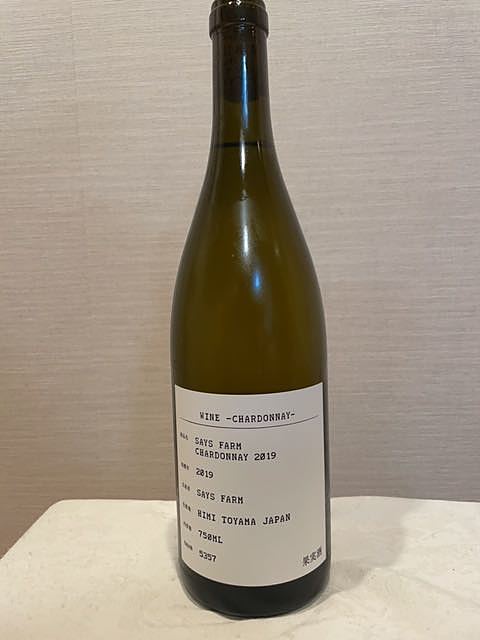 WINE -CHARDONNAY-
SAYS FARM
CHARDONNAY 2019
2019
SAYS FARM
HIMI TOYAMA JAPAN
750ML
5357
果実酒